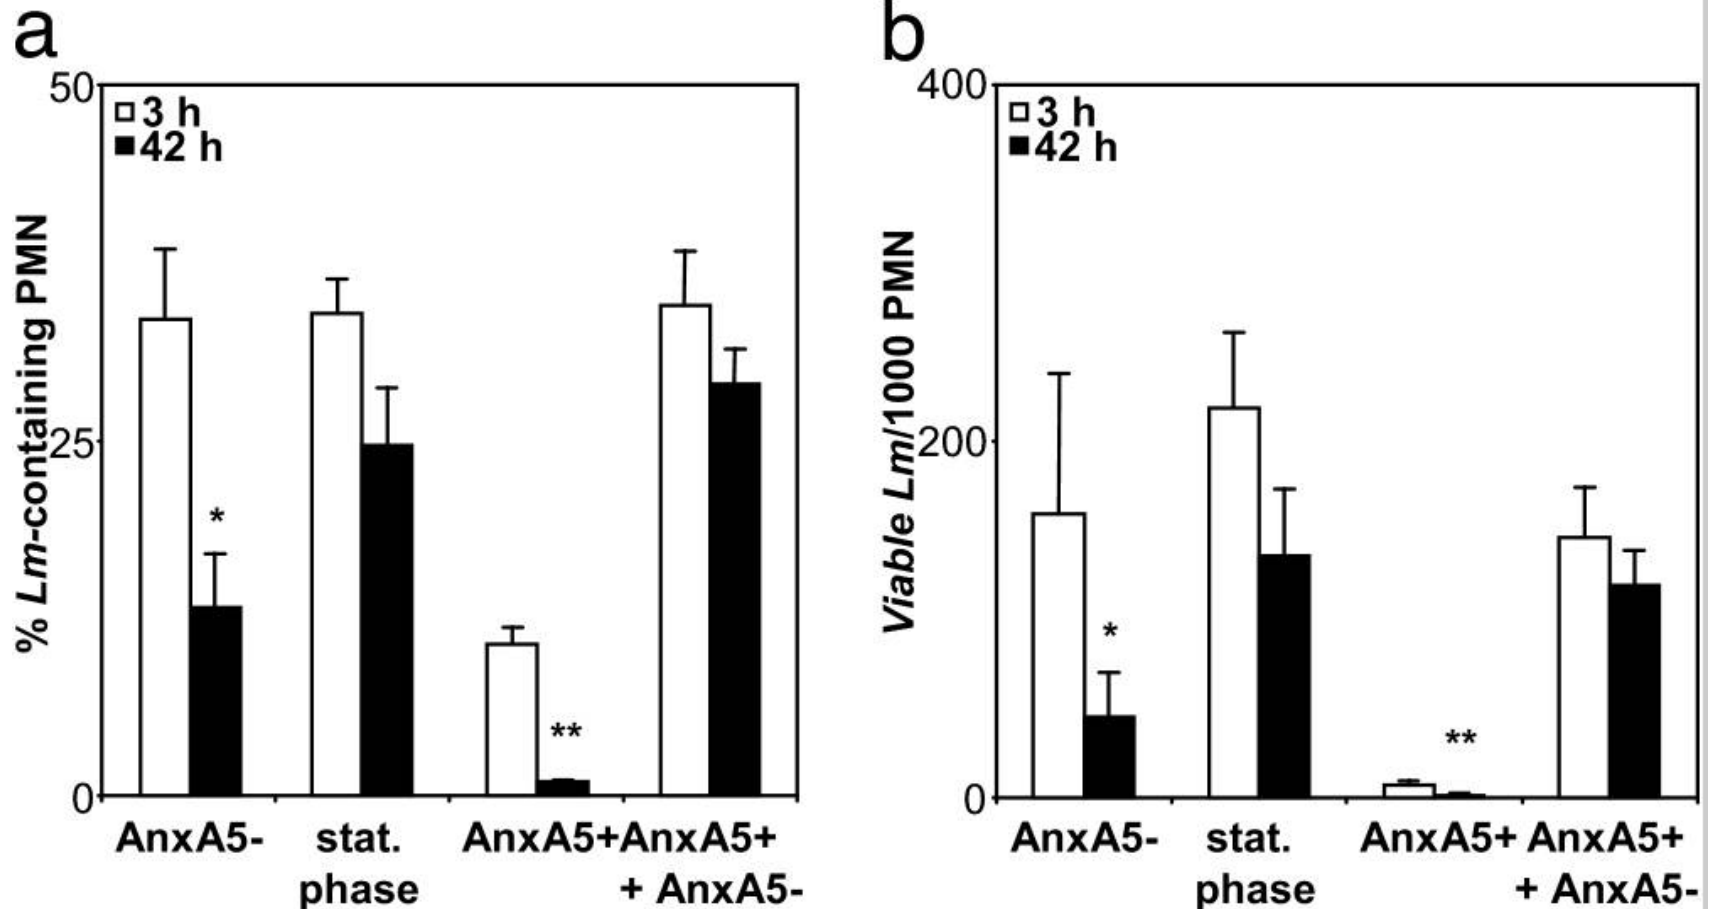 a
50
3 h
42 h
% Lm-containing PMN
25
*
**
0
AnxA5-
stat.
phase
AnxA5+
AnxA5+
+ AnxA5-
b
400
3 h
42 h
Viable Lm/1000 PMN
200
*
**
0
AnxA5-
stat.
phase
AnxA5+
AnxA5+
+ AnxA5-